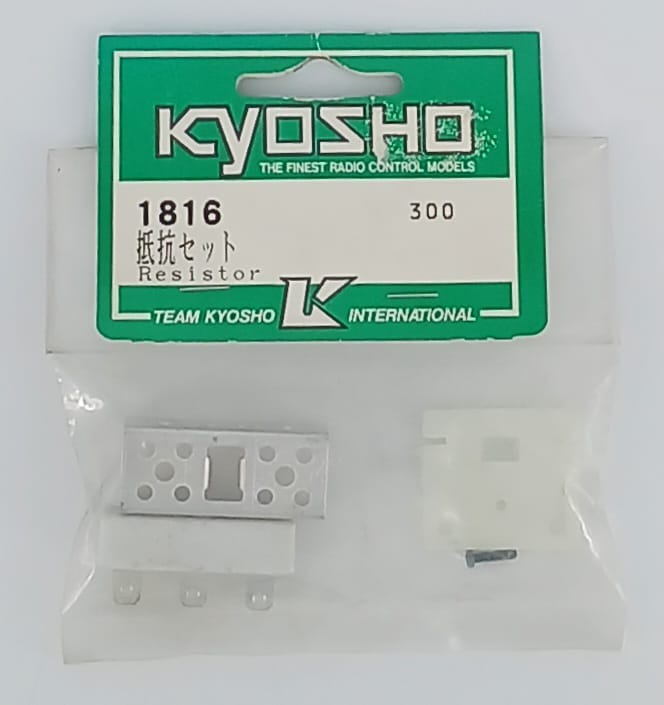 KYOSHO
THE FINEST RADIO CONTROL MODELS
1816 300
抵抗セット
Resistor
TEAM KYOSHO K INTERNATIONAL